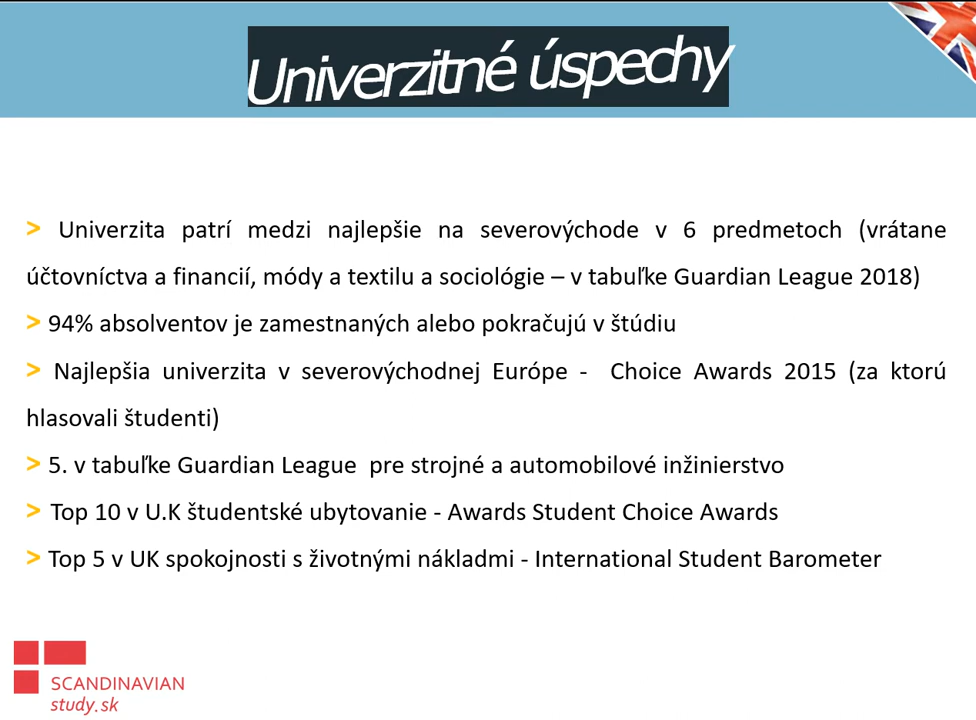 Univerzitné úspechy
> Univerzita patrí medzi najlepšie na severovýchode v 6 predmetoch (vrátane
účtovníctva a financií, módy a textilu a sociológie – v tabuľke Guardian League 2018)
> 94% absolventov je zamestnaných alebo pokračujú v štúdiu
> Najlepšia univerzita v severovýchodnej Európe - Choice Awards 2015 (za ktorú
hlasovali študenti)
> 5. v tabuľke Guardian League pre strojné a automobilové inžinierstvo
> Top 10 v U.K študentské ubytovanie - Awards Student Choice Awards
> Top 5 v UK spokojnosti s životnými nákladmi - International Student Barometer
SCANDINAVIAN
study.sk